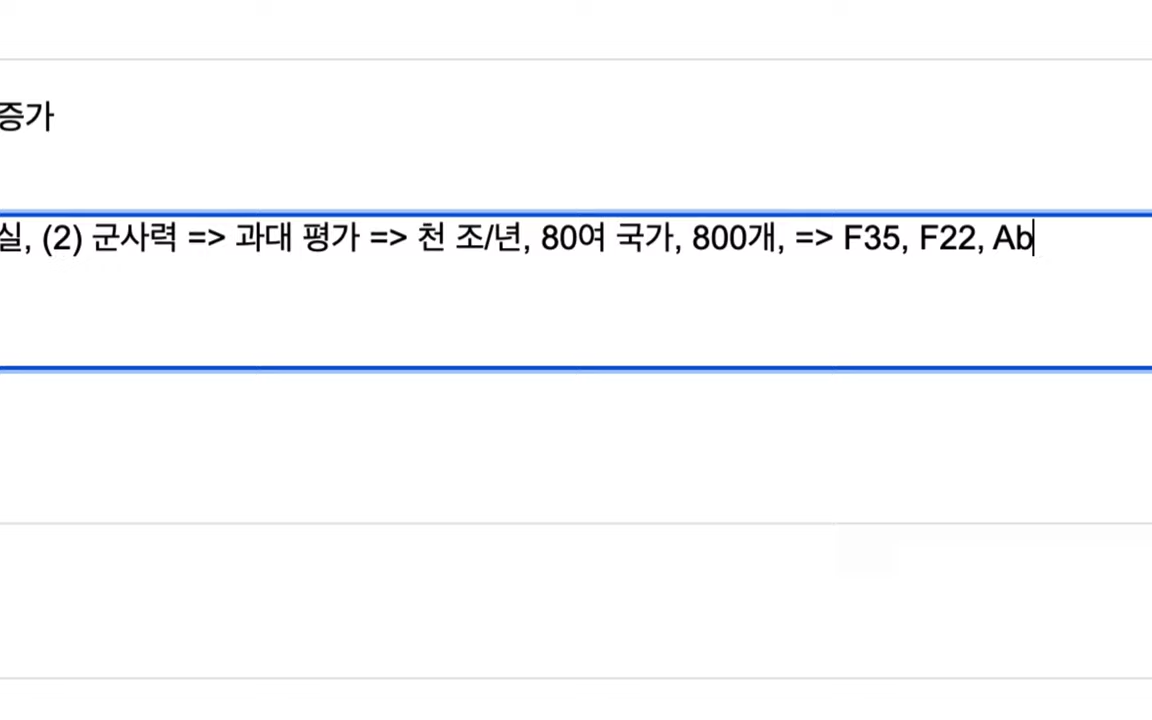 증가
실, (2) 군사력 => 과대 평가 => 천 조/년, 80여 국가, 800개, => F35, F22, Ab